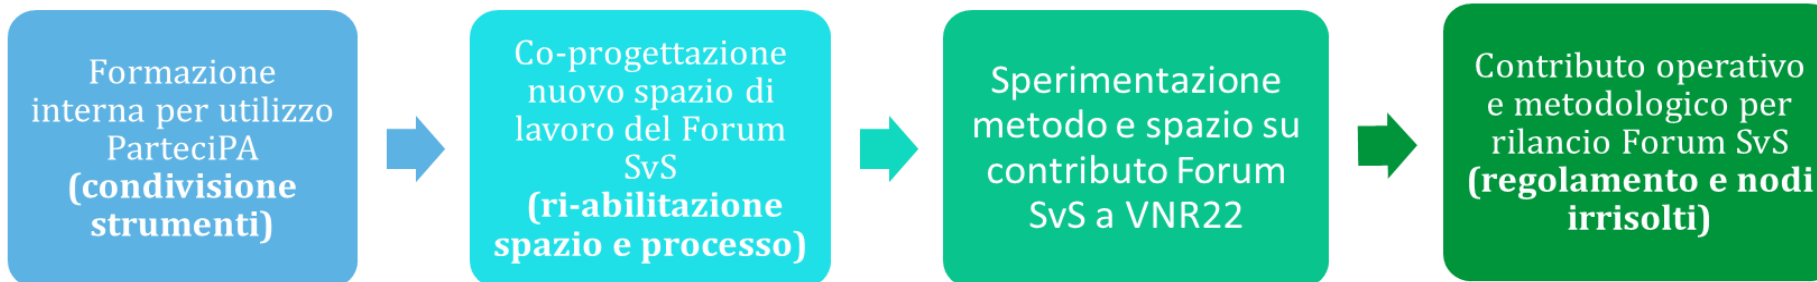 Formazione
interna per utilizzo
ParteciPA
(condivisione
strumenti)
Co-progettazione
nuovo spazio di
lavoro del Forum
SvS
(ri-abilitazione
spazio e processo)
Sperimentazione
metodo e spazio su
contributo Forum
SvS a VNR22
Contributo operativo
e metodologico per
rilancio Forum SvS
(regolamento e nodi
irrisolti)